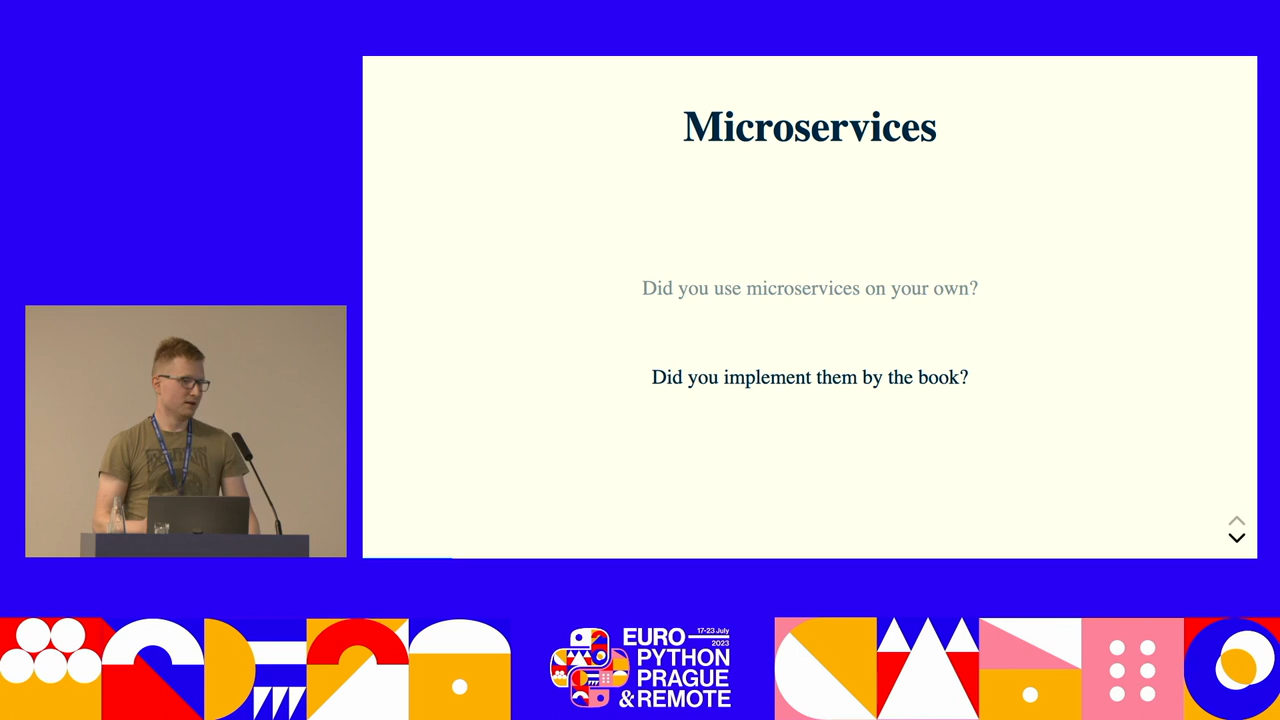 Microservices
Did you use microservices on your own?
Did you implement them by the book?
EURO
17-23 July
2023
PYTHON
PRAGUE
& REMOTE